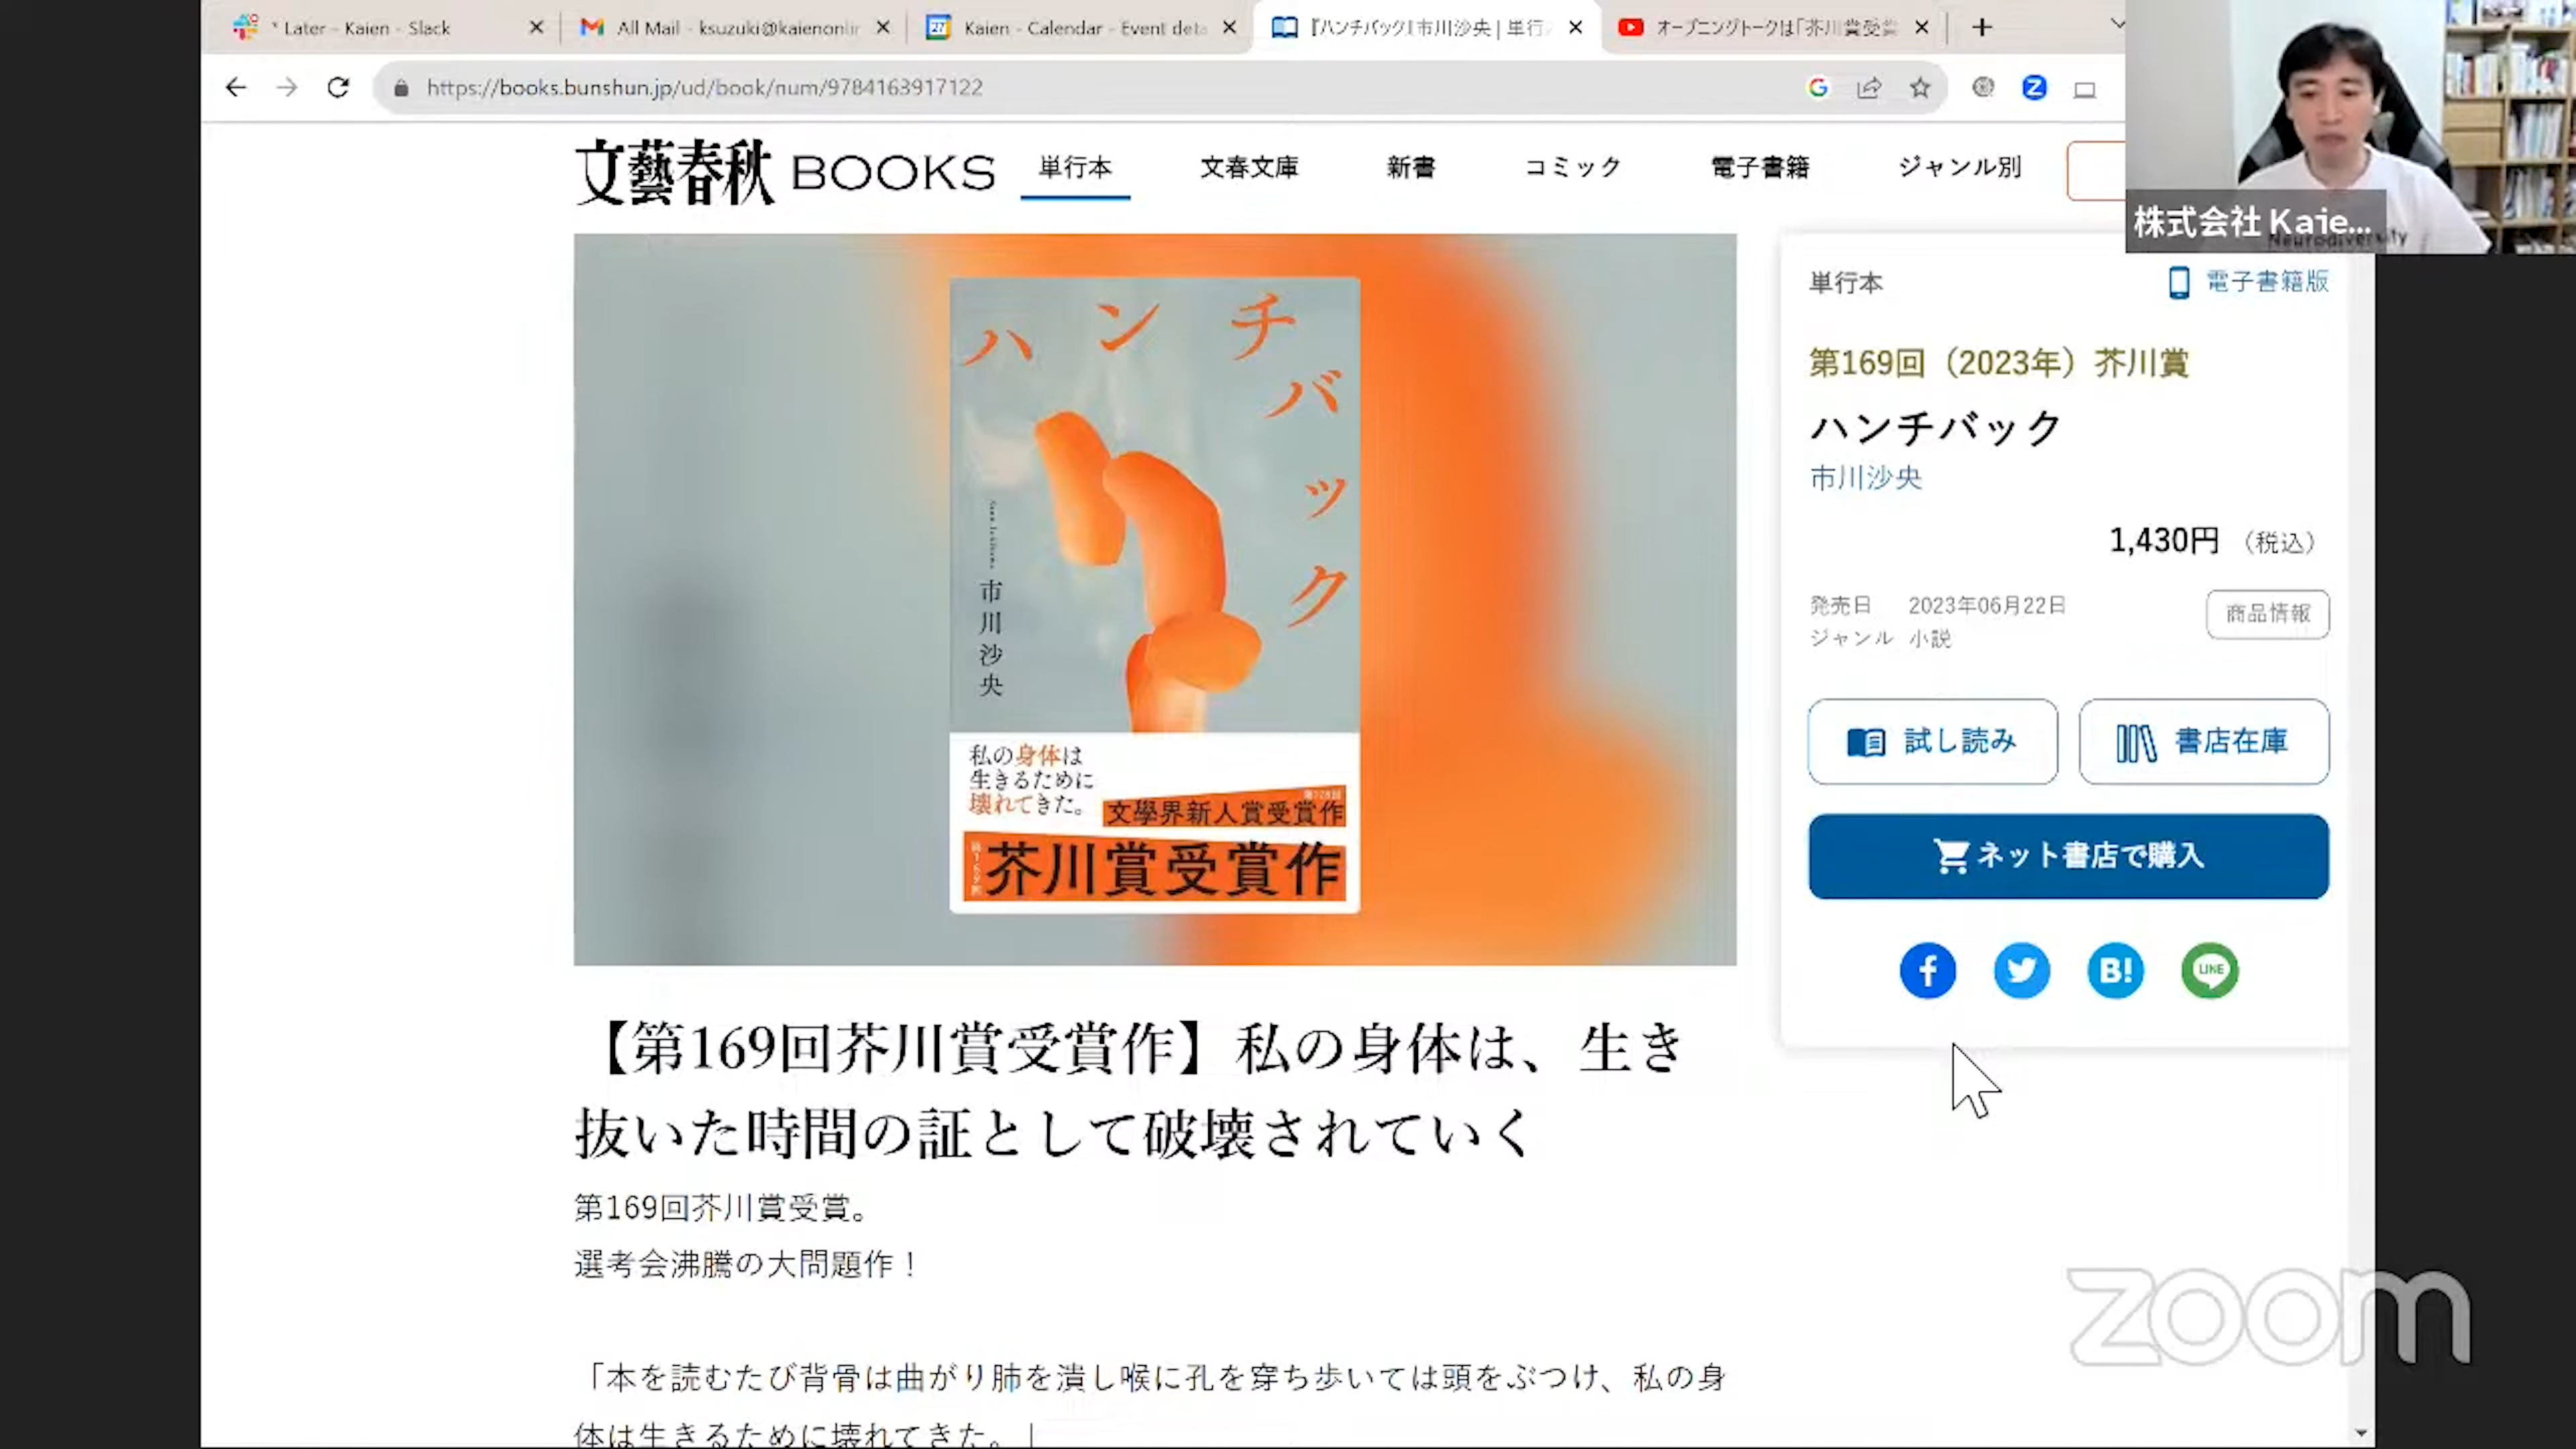 * Later - Kaien - Slack
All Mail - ksuzuki@kaienonlin
27
Kaien - Calendar - Event deta
『ハンチバック』市川沙央 | 単行
オープニングトークは「芥川賞受賞
https://books.bunshun.jp/ud/book/num/9784163917122
文藝春秋 BOOKS
単行本
文春文庫
新書
コミック
電子書籍
ジャンル別
株式会社 Kaie...
Neurodiversity
ハンチバック
市川沙央
私の身体は
生きるために
壊れてきた。
文學界新人賞受賞作
第169回
芥川賞受賞作
単行本
電子書籍版
第169回（2023年）芥川賞
ハンチバック
市川沙央
1,430円（税込）
発売日 2023年06月22日
ジャンル 小説
商品情報
試し読み
書店在庫
ネット書店で購入
f
B!
LINE
【第169回芥川賞受賞作】私の身体は、生き
抜いた時間の証として破壊されていく
第169回芥川賞受賞。
選考会沸騰の大問題作！
「本を読むたび背骨は曲がり肺を潰し喉に孔を穿ち歩いては頭をぶつけ、私の身
体は生きるために壊れてきた。」
zoom